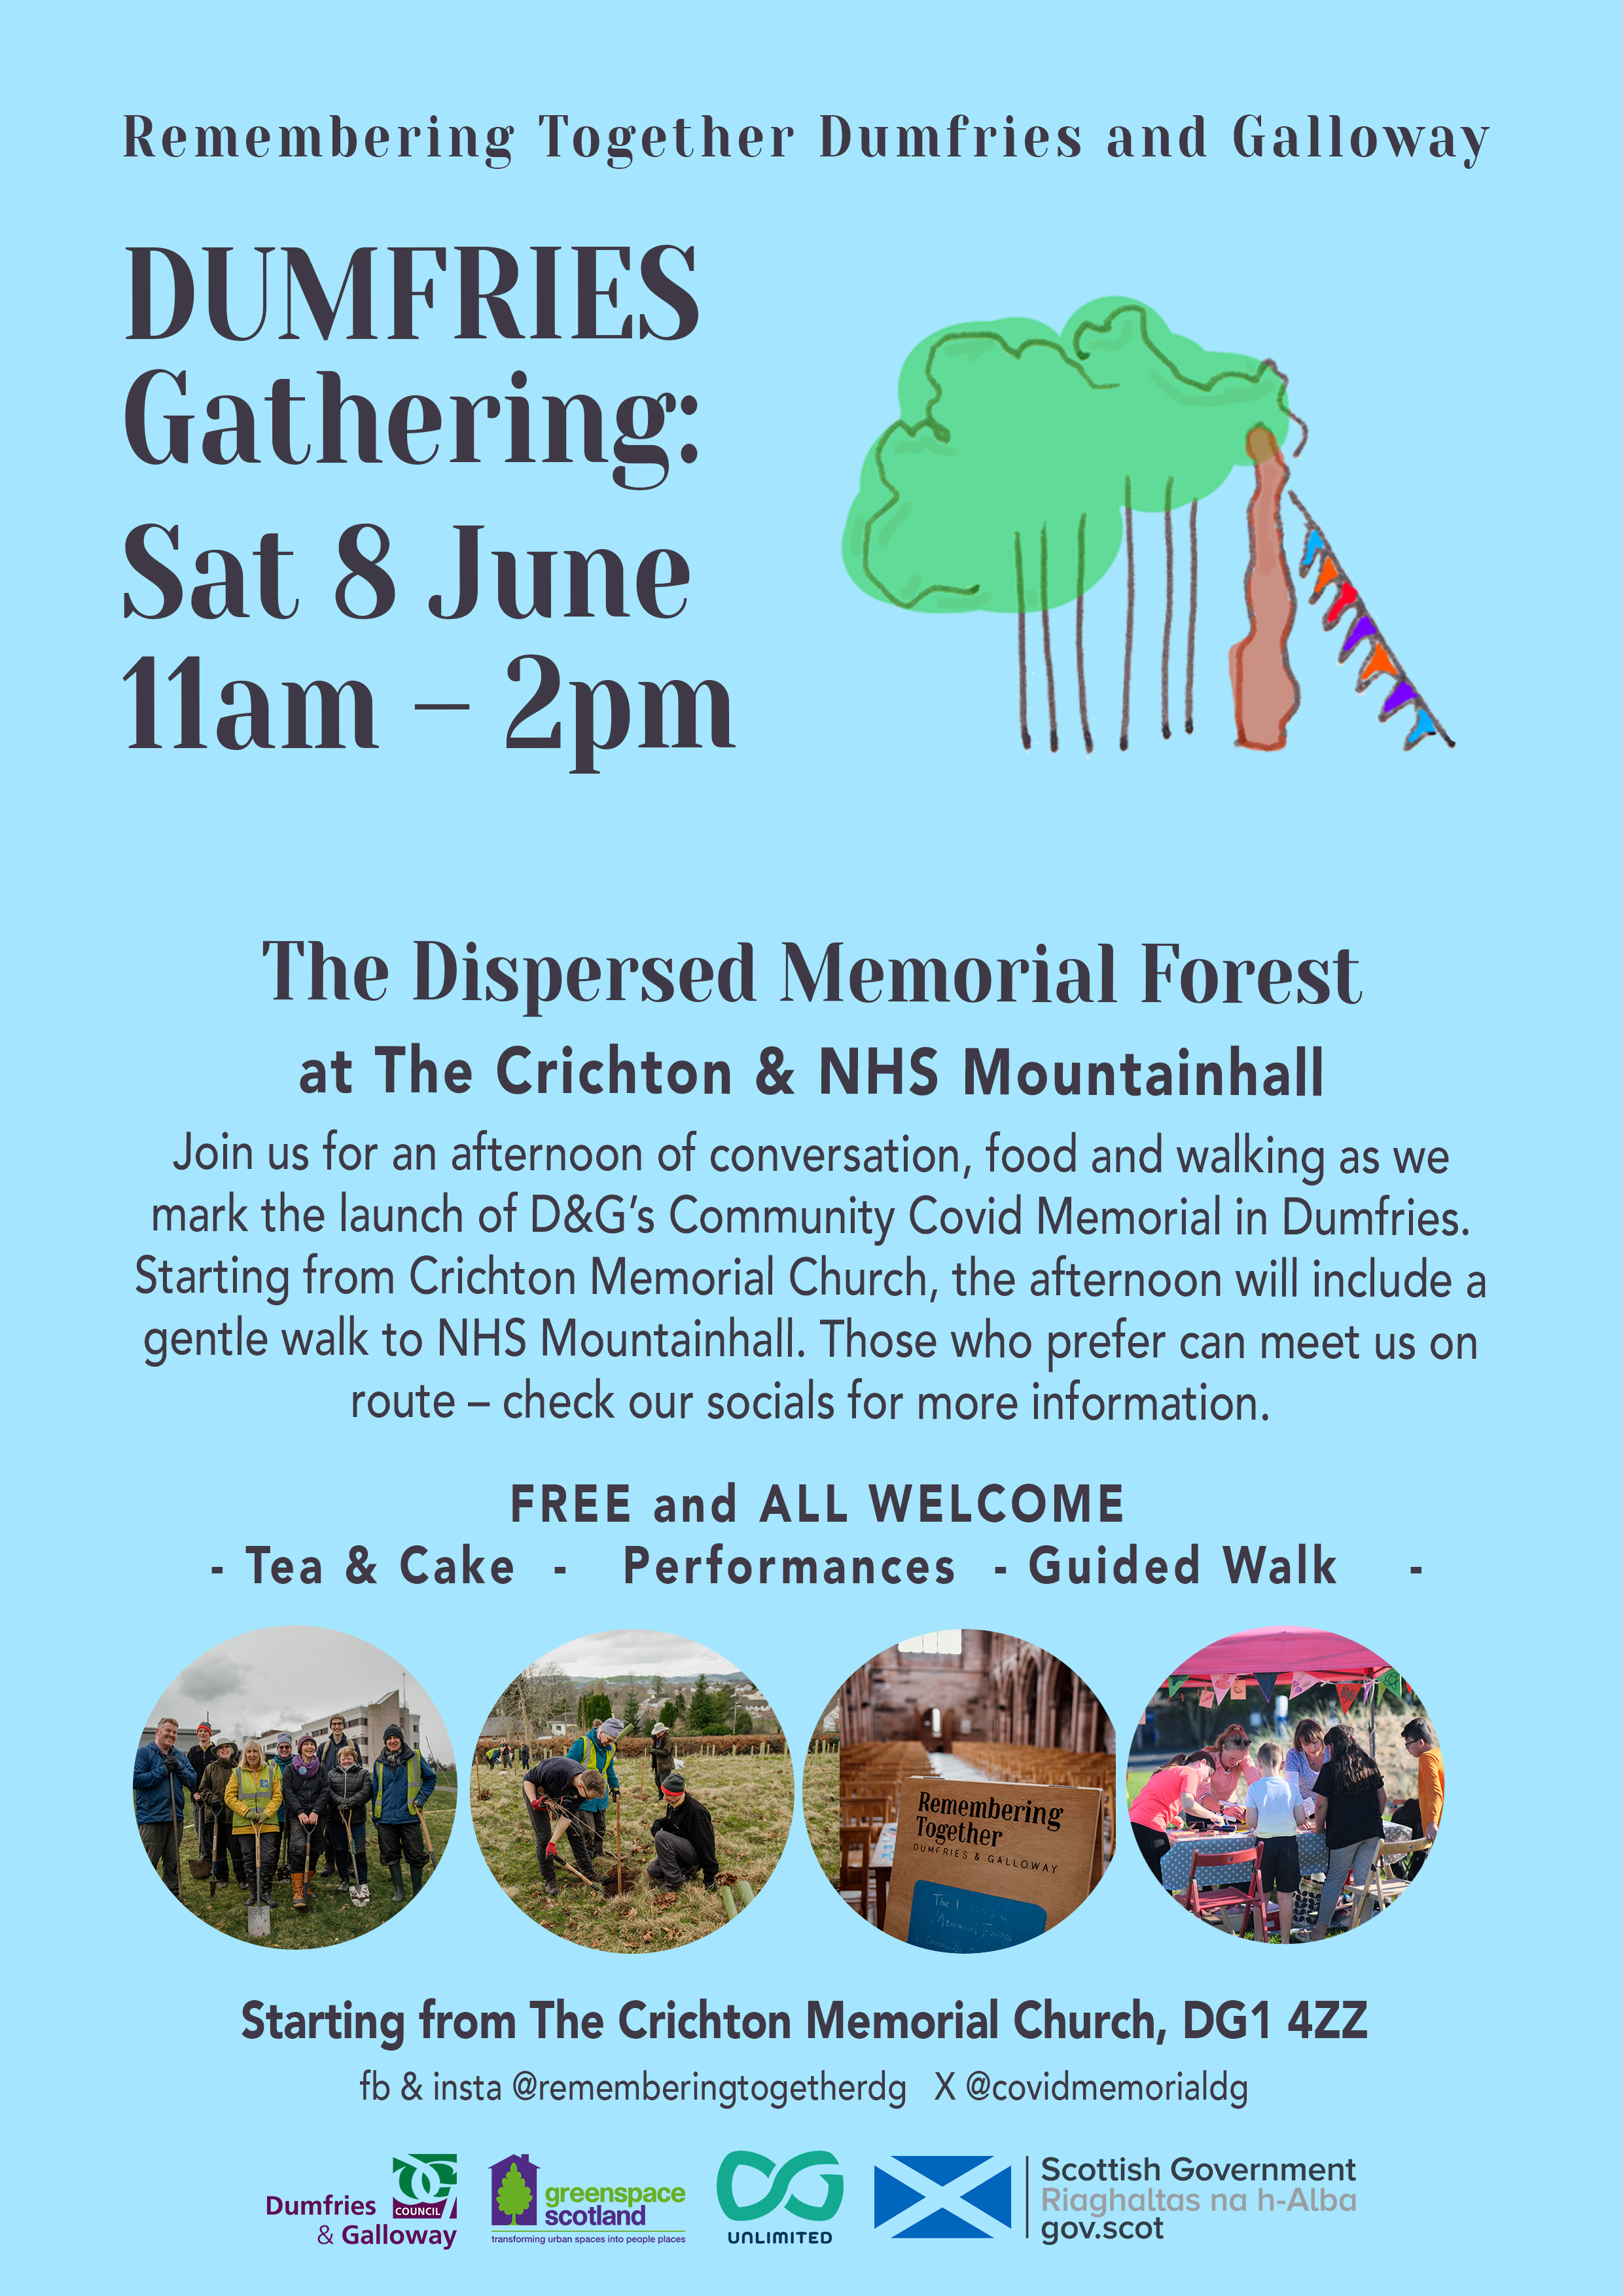 Remembering Together Dumfries and Galloway
DUMFRIES
Gathering:
Sat 8 June
11am – 2pm
The Dispersed Memorial Forest
at The Crichton & NHS Mountainhall
Join us for an afternoon of conversation, food and walking as we
mark the launch of D&G’s Community Covid Memorial in Dumfries.
Starting from Crichton Memorial Church, the afternoon will include a
gentle walk to NHS Mountainhall. Those who prefer can meet us on
route – check our socials for more information.
FREE and ALL WELCOME
- Tea & Cake - Performances - Guided Walk -
Remembering
Together
DUMFRIES & GALLOWAY
The
Memorial Forest
Starting from The Crichton Memorial Church, DG1 4ZZ
fb & insta @rememberingtogetherdg X @covidmemorialdg
Dumfries
& Galloway
COUNCIL
greenspace
scotland
transforming urban spaces into people places
UNLIMITED
Scottish Government
Riaghaltas na h-Alba
gov.scot